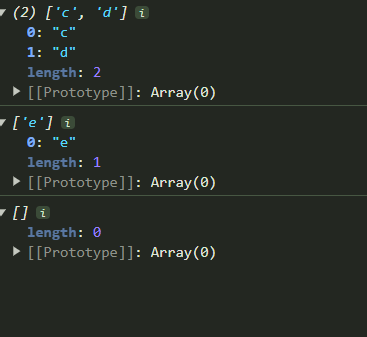 (2) ['c', 'd'] i
0: "c"
1: "d"
length: 2
[[Prototype]]: Array(0)
['e'] i
0: "e"
length: 1
[[Prototype]]: Array(0)
[] i
length: 0
[[Prototype]]: Array(0)